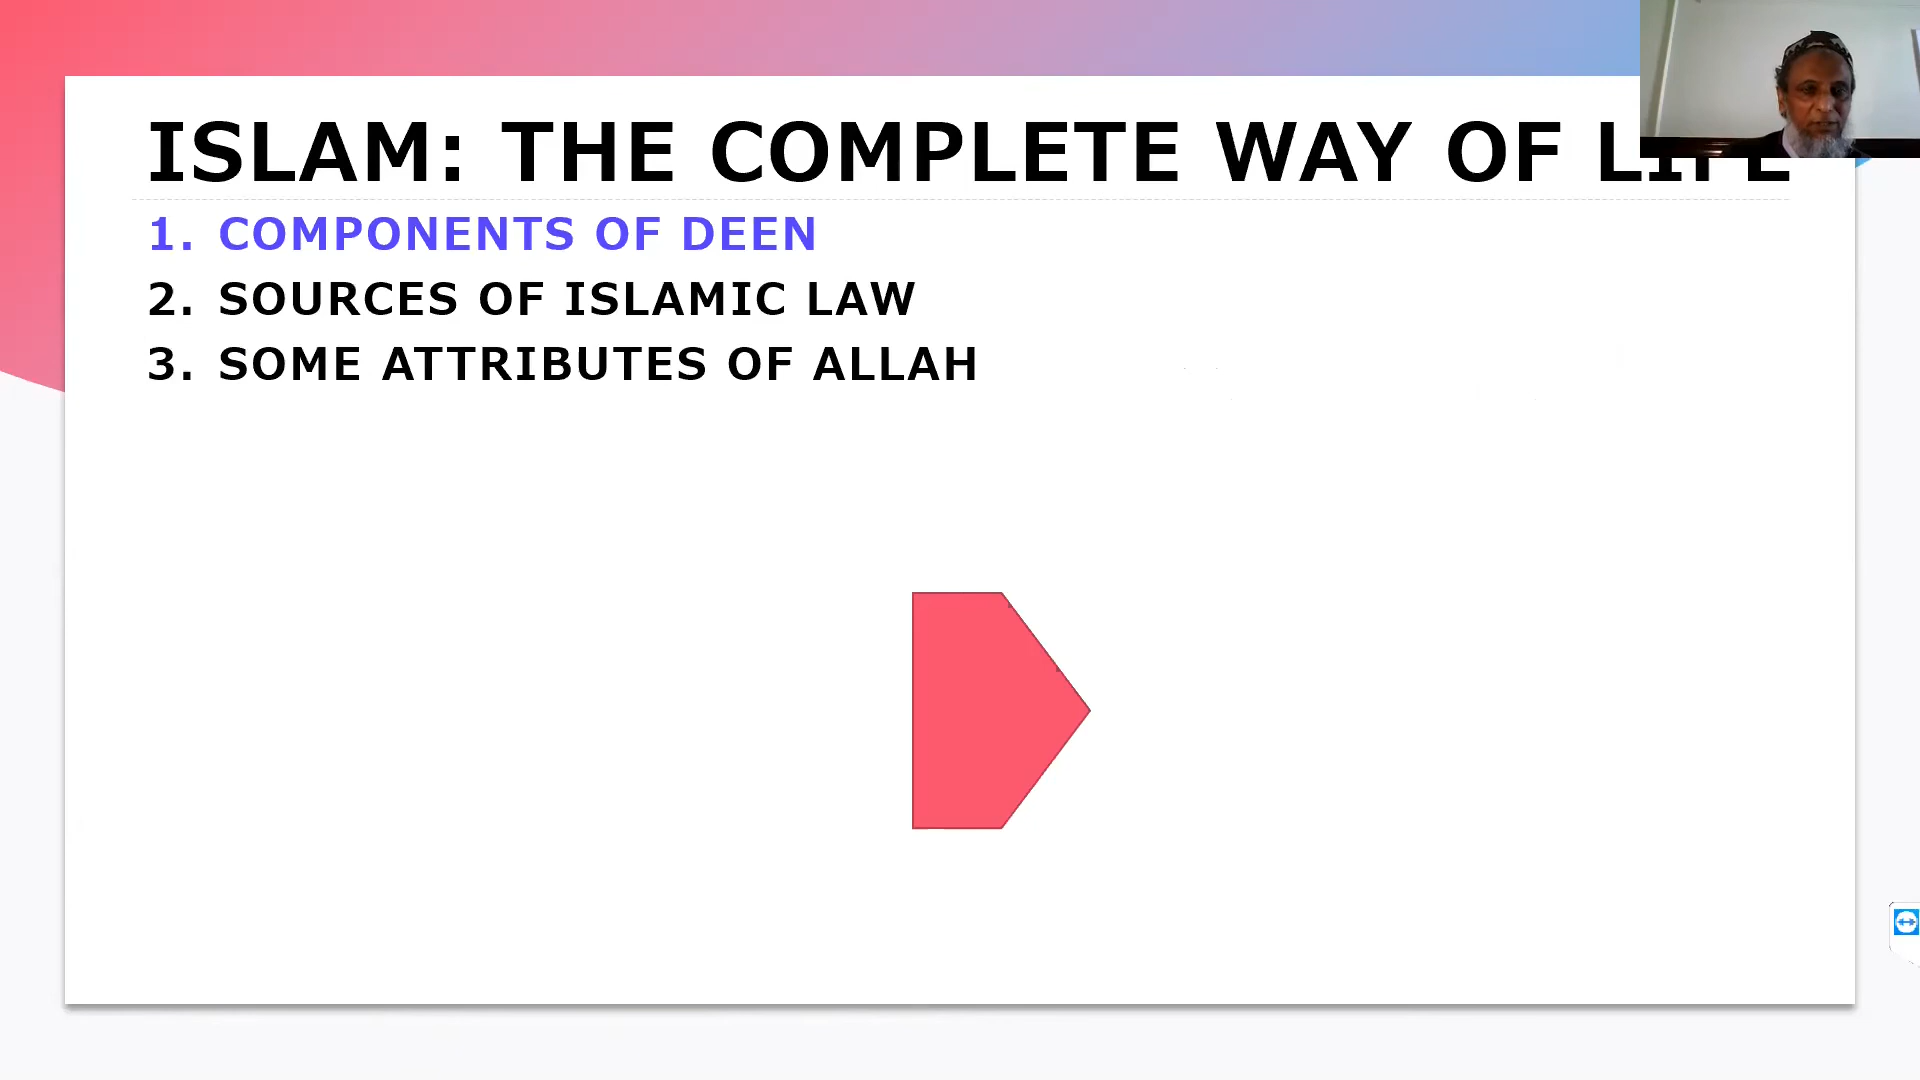 ISLAM: THE COMPLETE WAY OF LIFE
1. COMPONENTS OF DEEN
2. SOURCES OF ISLAMIC LAW
3. SOME ATTRIBUTES OF ALLAH